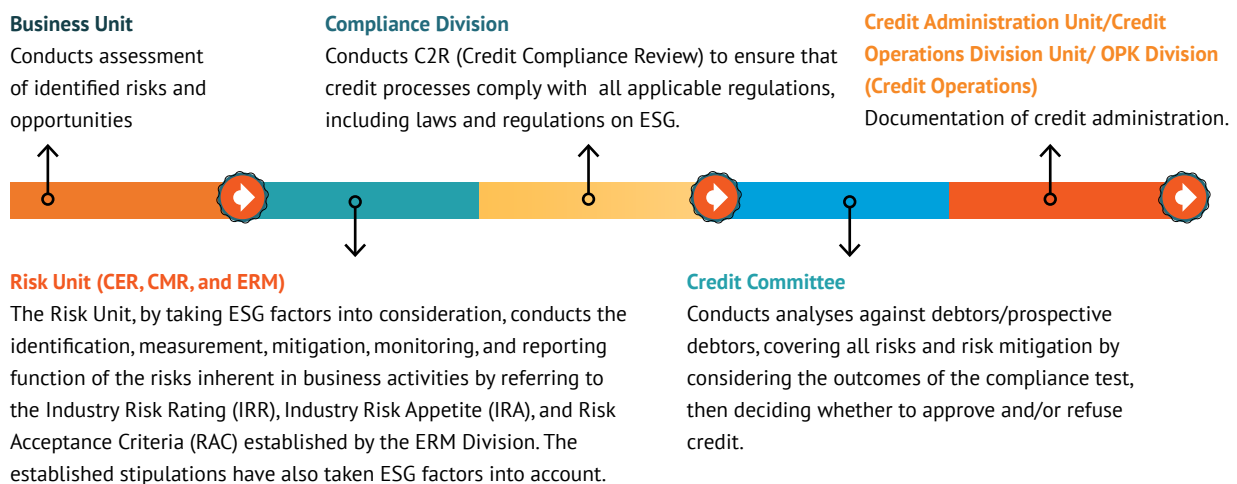 Business Unit
Conducts assessment
of identified risks and
opportunities
Compliance Division
Conducts C2R (Credit Compliance Review) to ensure that
credit processes comply with all applicable regulations,
including laws and regulations on ESG.
Credit Administration Unit/Credit
Operations Division Unit/ OPK Division
(Credit Operations)
Documentation of credit administration.
Risk Unit (CER, CMR, and ERM)
The Risk Unit, by taking ESG factors into consideration, conducts the
identification, measurement, mitigation, monitoring, and reporting
function of the risks inherent in business activities by referring to
the Industry Risk Rating (IRR), Industry Risk Appetite (IRA), and Risk
Acceptance Criteria (RAC) established by the ERM Division. The
established stipulations have also taken ESG factors into account.
Credit Committee
Conducts analyses against debtors/prospective
debtors, covering all risks and risk mitigation by
considering the outcomes of the compliance test,
then deciding whether to approve and/or refuse
credit.